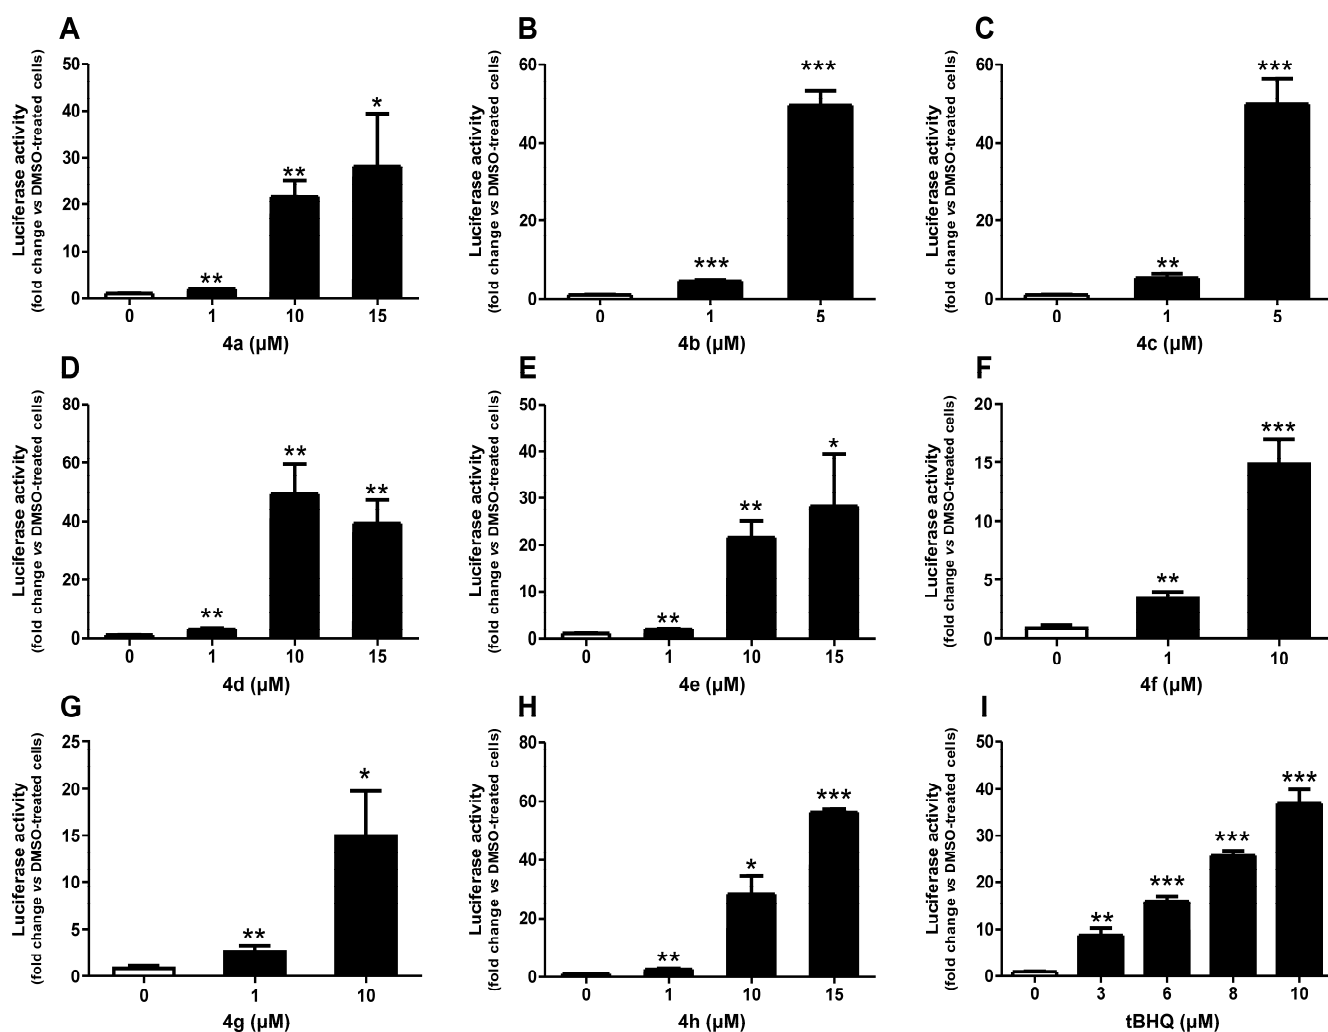 A
Luciferase activity
(fold change vs DMSO-treated cells)
50
40
30
20
10
0
**
**
*
0 1 10 15
4a (µM)
B
Luciferase activity
(fold change vs DMSO-treated cells)
60
40
20
0
***
***
0 1 5
4b (µM)
C
Luciferase activity
(fold change vs DMSO-treated cells)
60
40
20
0
**
***
0 1 5
4c (µM)
D
Luciferase activity
(fold change vs DMSO-treated cells)
80
60
40
20
0
**
**
**
0 1 10 15
4d (µM)
E
Luciferase activity
(fold change vs DMSO-treated cells)
50
40
30
20
10
0
**
**
*
0 1 10 15
4e (µM)
F
Luciferase activity
(fold change vs DMSO-treated cells)
20
15
10
5
0
**
***
0 1 10
4f (µM)
G
Luciferase activity
(fold change vs DMSO-treated cells)
25
20
15
10
5
0
**
*
0 1 10
4g (µM)
H
Luciferase activity
(fold change vs DMSO-treated cells)
80
60
40
20
0
**
*
***
0 1 10 15
4h (µM)
I
Luciferase activity
(fold change vs DMSO-treated cells)
50
40
30
20
10
0
**
***
***
***
0 3 6 8 10
tBHQ (µM)